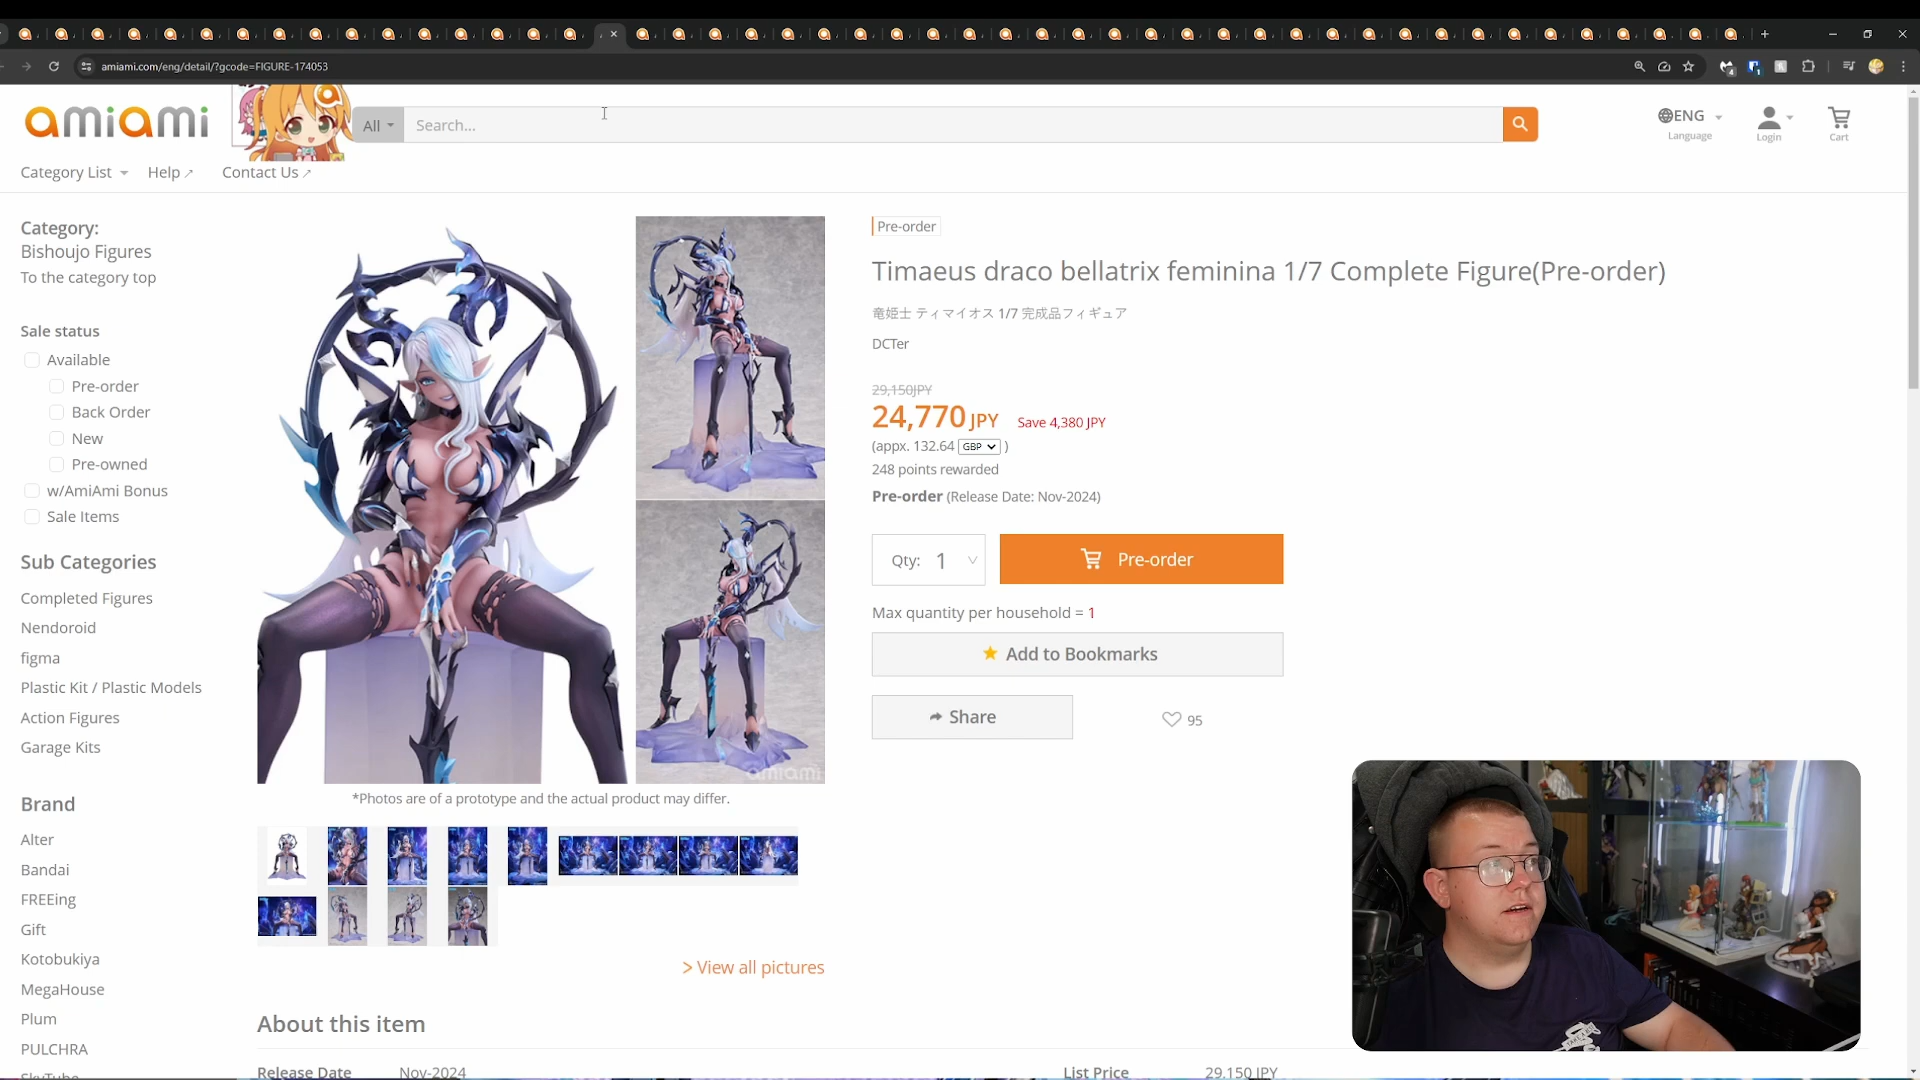 amiami.com/eng/detail/?gcode=FIGURE-174053
amiami
All
Search...
ENG
Language
Login
Cart
Category List
Help
Contact Us
Category:
Bishoujo Figures
To the category top
Sale status
Available
Pre-order
Back Order
New
Pre-owned
w/AmiAmi Bonus
Sale Items
Sub Categories
Completed Figures
Nendoroid
figma
Plastic Kit / Plastic Models
Action Figures
Garage Kits
Brand
Alter
Bandai
FREEing
Gift
Kotobukiya
MegaHouse
Plum
PULCHRA
SkyTube
amiami
*Photos are of a prototype and the actual product may differ.
> View all pictures
About this item
Release Date Nov-2024
List Price 29,150 JPY
Pre-order
Timaeus draco bellatrix feminina 1/7 Complete Figure(Pre-order)
竜姫士 ティマイオス 1/7 完成品フィギュア
DCTer
29,150JPY
24,770 JPY Save 4,380 JPY
(appx. 132.64 GBP )
248 points rewarded
Pre-order (Release Date: Nov-2024)
Qty: 1
Pre-order
Max quantity per household = 1
Add to Bookmarks
Share
95